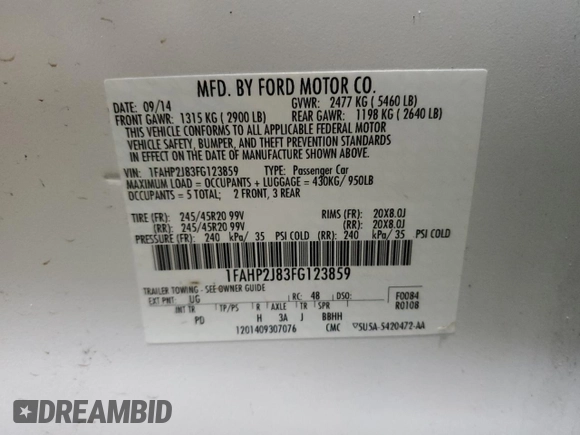 MFD. BY FORD MOTOR CO.
DATE: 09/14 GVWR: 2477 KG ( 5460 LB)
FRONT GAWR: 1315 KG ( 2900 LB) REAR GAWR: 1198 KG ( 2640 LB)
THIS VEHICLE CONFORMS TO ALL APPLICABLE FEDERAL MOTOR
VEHICLE SAFETY, BUMPER, AND THEFT PREVENTION STANDARDS
IN EFFECT ON THE DATE OF MANUFACTURE SHOWN ABOVE.
VIN: 1FAHP2J83FG123859 TYPE: Passenger Car
MAXIMUM LOAD = OCCUPANTS + LUGGAGE = 430KG/ 950LB
OCCUPANTS = 5 TOTAL; 2 FRONT, 3 REAR
TIRE (FR): 245/45R20 99V RIMS (FR): 20X8.0J
(RR): 245/45R20 99V (RR): 20X8.0J
PRESSURE (FR): 240 kPa/ 35 PSI COLD (RR): 240 kPa/ 35 PSI COLD
1FAHP2J83FG123859
TRAILER TOWING - SEE OWNER GUIDE
EXT PNT: UG RC: 48 DSO: F0084
INT TR TP/PS R AXLE TR SPR R0108
PD H 3A J BBHH
1201409307076 CMC 5USA-5420472-AA
DREAMBID